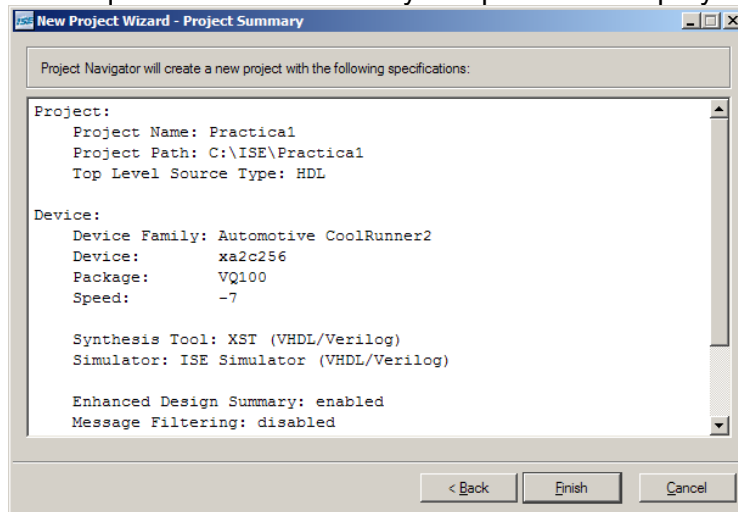 ISE New Project Wizard - Project Summary
Project Navigator will create a new project with the following specifications:
Project:
Project Name: Practica1
Project Path: C:\ISE\Practica1
Top Level Source Type: HDL
Device:
Device Family: Automotive CoolRunner2
Device: xa2c256
Package: VQ100
Speed: -7
Synthesis Tool: XST (VHDL/Verilog)
Simulator: ISE Simulator (VHDL/Verilog)
Enhanced Design Summary: enabled
Message Filtering: disabled
< Back Finish Cancel